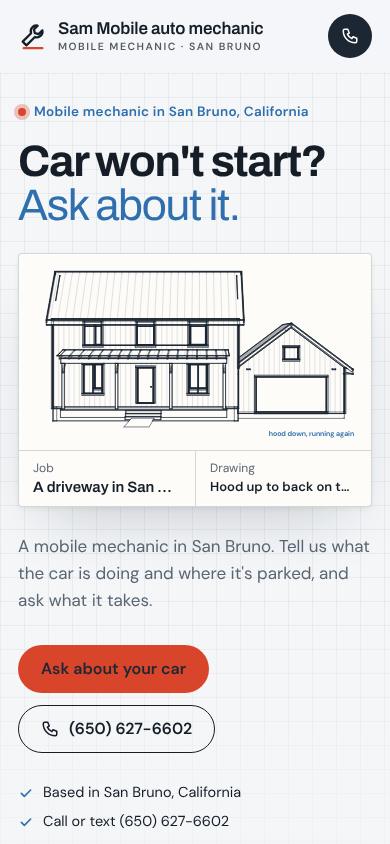 Sam Mobile auto mechanic
MOBILE MECHANIC · SAN BRUNO
Mobile mechanic in San Bruno, California
Car won't start?
Ask about it.
hood down, running again
Job
A driveway in San ...
Drawing
Hood up to back on t...
A mobile mechanic in San Bruno. Tell us what
the car is doing and where it's parked, and
ask what it takes.
Ask about your car
(650) 627-6602
Based in San Bruno, California
Call or text (650) 627-6602